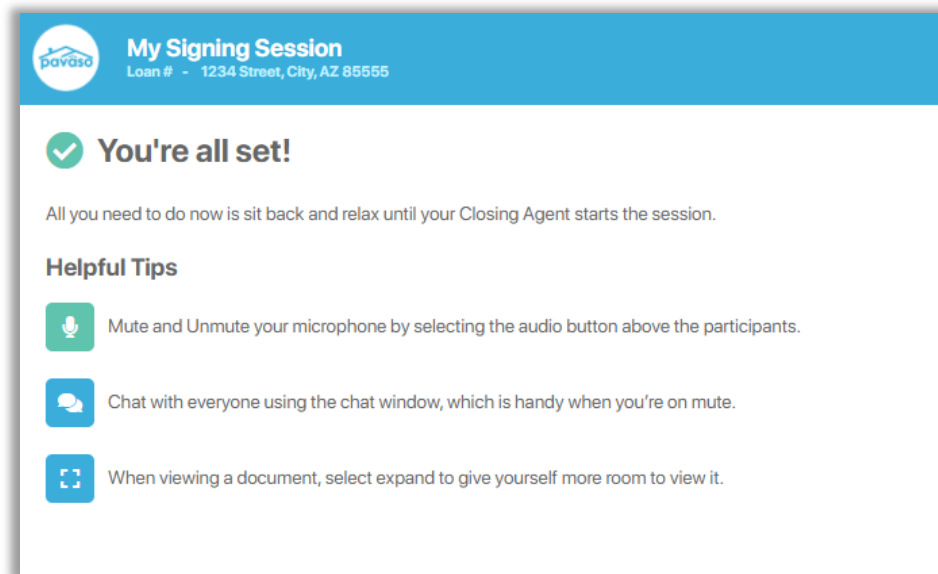 pavaso
My Signing Session
Loan # - 1234 Street, City, AZ 85555
You're all set!
All you need to do now is sit back and relax until your Closing Agent starts the session.
Helpful Tips
Mute and Unmute your microphone by selecting the audio button above the participants.
Chat with everyone using the chat window, which is handy when you’re on mute.
When viewing a document, select expand to give yourself more room to view it.